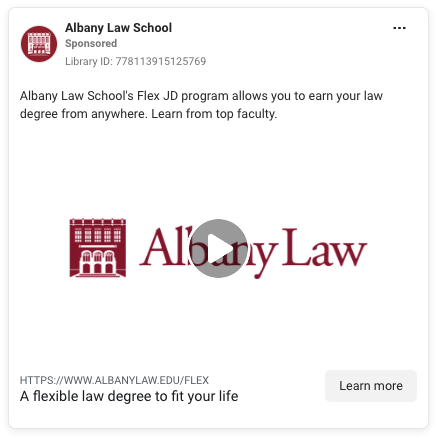 Albany Law School
Sponsored
Library ID: 778113915125769
Albany Law School's Flex JD program allows you to earn your law
degree from anywhere. Learn from top faculty.
Albany Law
HTTPS://WWW.ALBANYLAW.EDU/FLEX
A flexible law degree to fit your life
Learn more